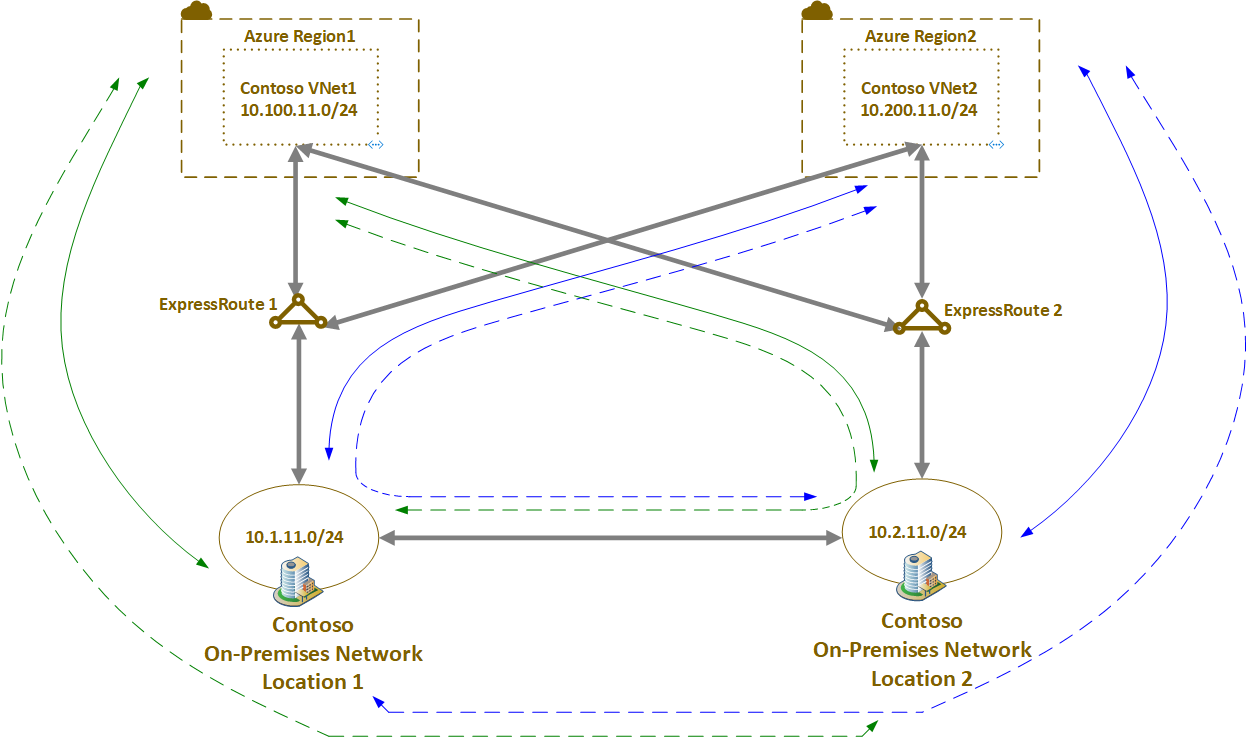 Azure Region1
Contoso VNet1
10.100.11.0/24
Azure Region2
Contoso VNet2
10.200.11.0/24
ExpressRoute 1
ExpressRoute 2
10.1.11.0/24
Contoso
On-Premises Network
Location 1
10.2.11.0/24
Contoso
On-Premises Network
Location 2